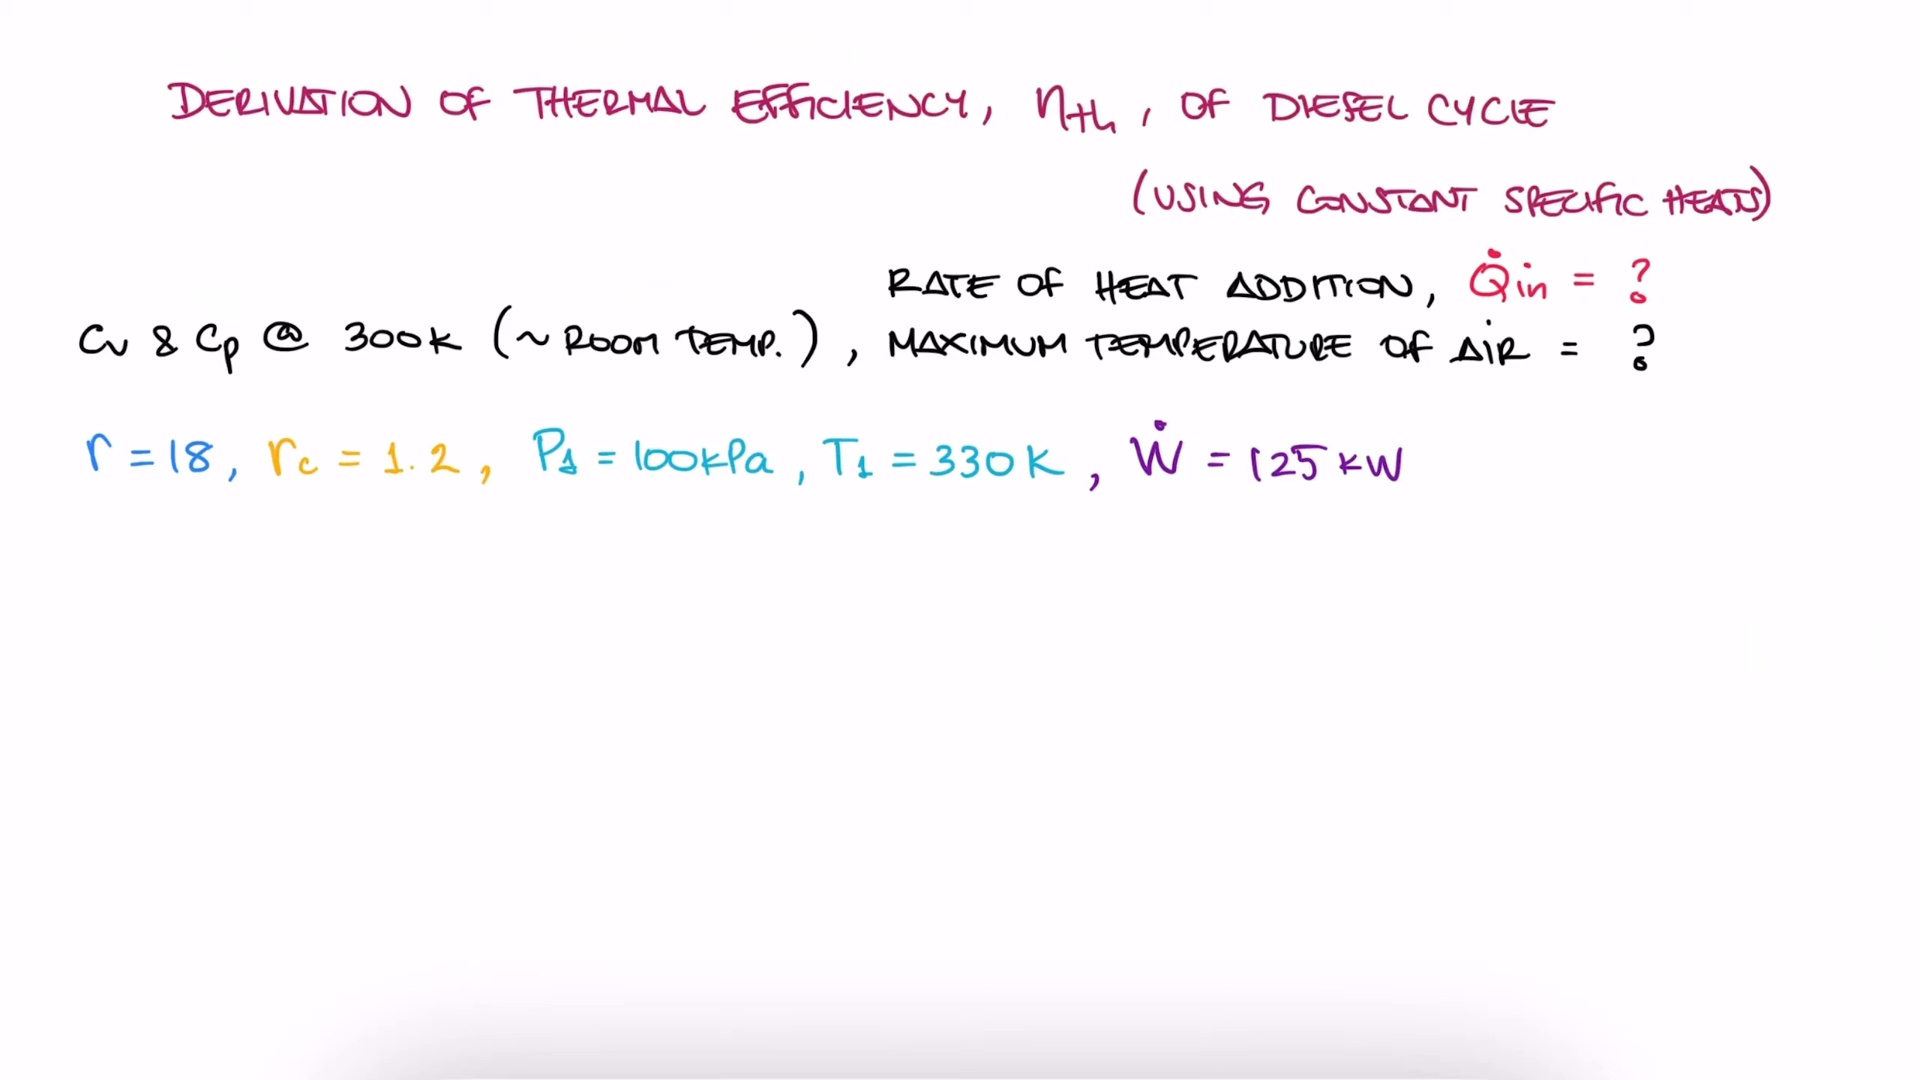 DERIVATION OF THERMAL EFFICIENCY, ηth, OF DIESEL CYCLE
(USING CONSTANT SPECIFIC HEATS)
RATE OF HEAT ADDITION, Q̇in = ?
Cv & Cp @ 300K (~ROOM TEMP.), MAXIMUM TEMPERATURE OF AIR = ?
r = 18, rc = 1.2, P1 = 100kPa, T1 = 330K, Ẇ = 125 kW